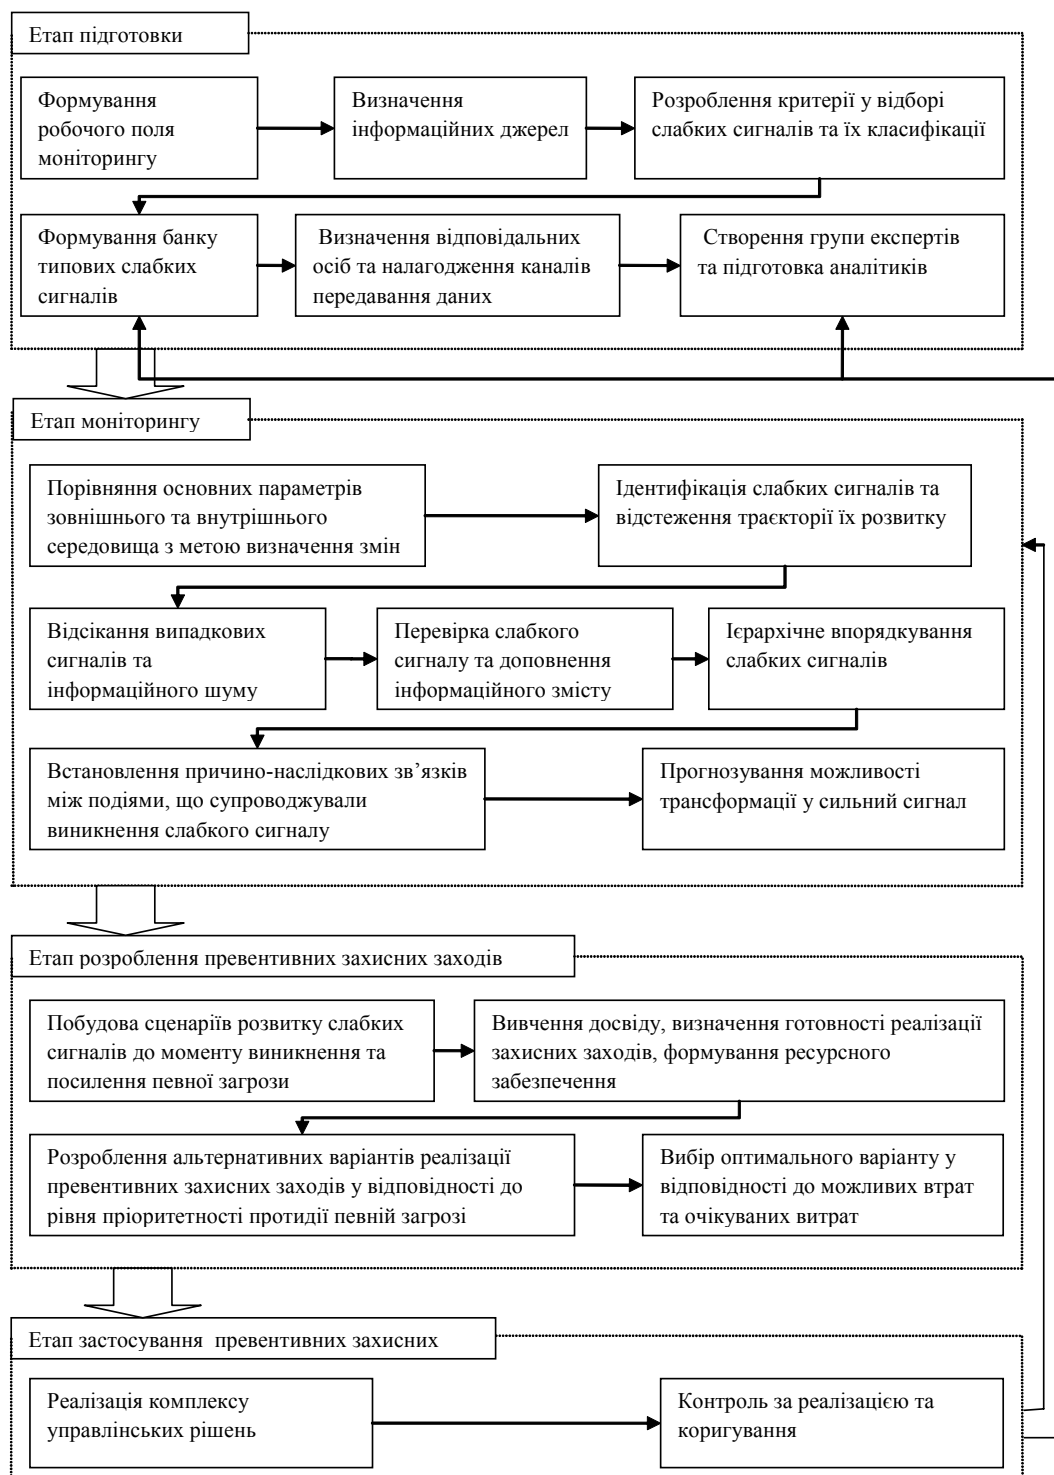 Етап підготовки
Формування
робочого поля
моніторингу
Визначення
інформаційних джерел
Розроблення критерії у відборі
слабких сигналів та їх класифікації
Формування банку
типових слабких
сигналів
Визначення відповідальних
осіб та налагодження каналів
передавання даних
Створення групи експертів
та підготовка аналітиків
Етап моніторингу
Порівняння основних параметрів
зовнішнього та внутрішнього
середовища з метою визначення змін
Ідентифікація слабких сигналів та
відстеження траєкторії їх розвитку
Відсікання випадкових
сигналів та
інформаційного шуму
Перевірка слабкого
сигналу та доповнення
інформаційного змісту
Ієрархічне впорядкування
слабких сигналів
Встановлення причино-наслідкових зв’язків
між подіями, що супроводжували
виникнення слабкого сигналу
Прогнозування можливості
трансформації у сильний сигнал
Етап розроблення превентивних захисних заходів
Побудова сценаріїв розвитку слабких
сигналів до моменту виникнення та
посилення певної загрози
Вивчення досвіду, визначення готовності реалізації
захисних заходів, формування ресурсного
забезпечення
Розроблення альтернативних варіантів реалізації
превентивних захисних заходів у відповідності до
рівня пріоритетності протидії певній загрозі
Вибір оптимального варіанту у
відповідності до можливих втрат
та очікуваних витрат
Етап застосування превентивних захисних
Реалізація комплексу
управлінських рішень
Контроль за реалізацією та
коригування